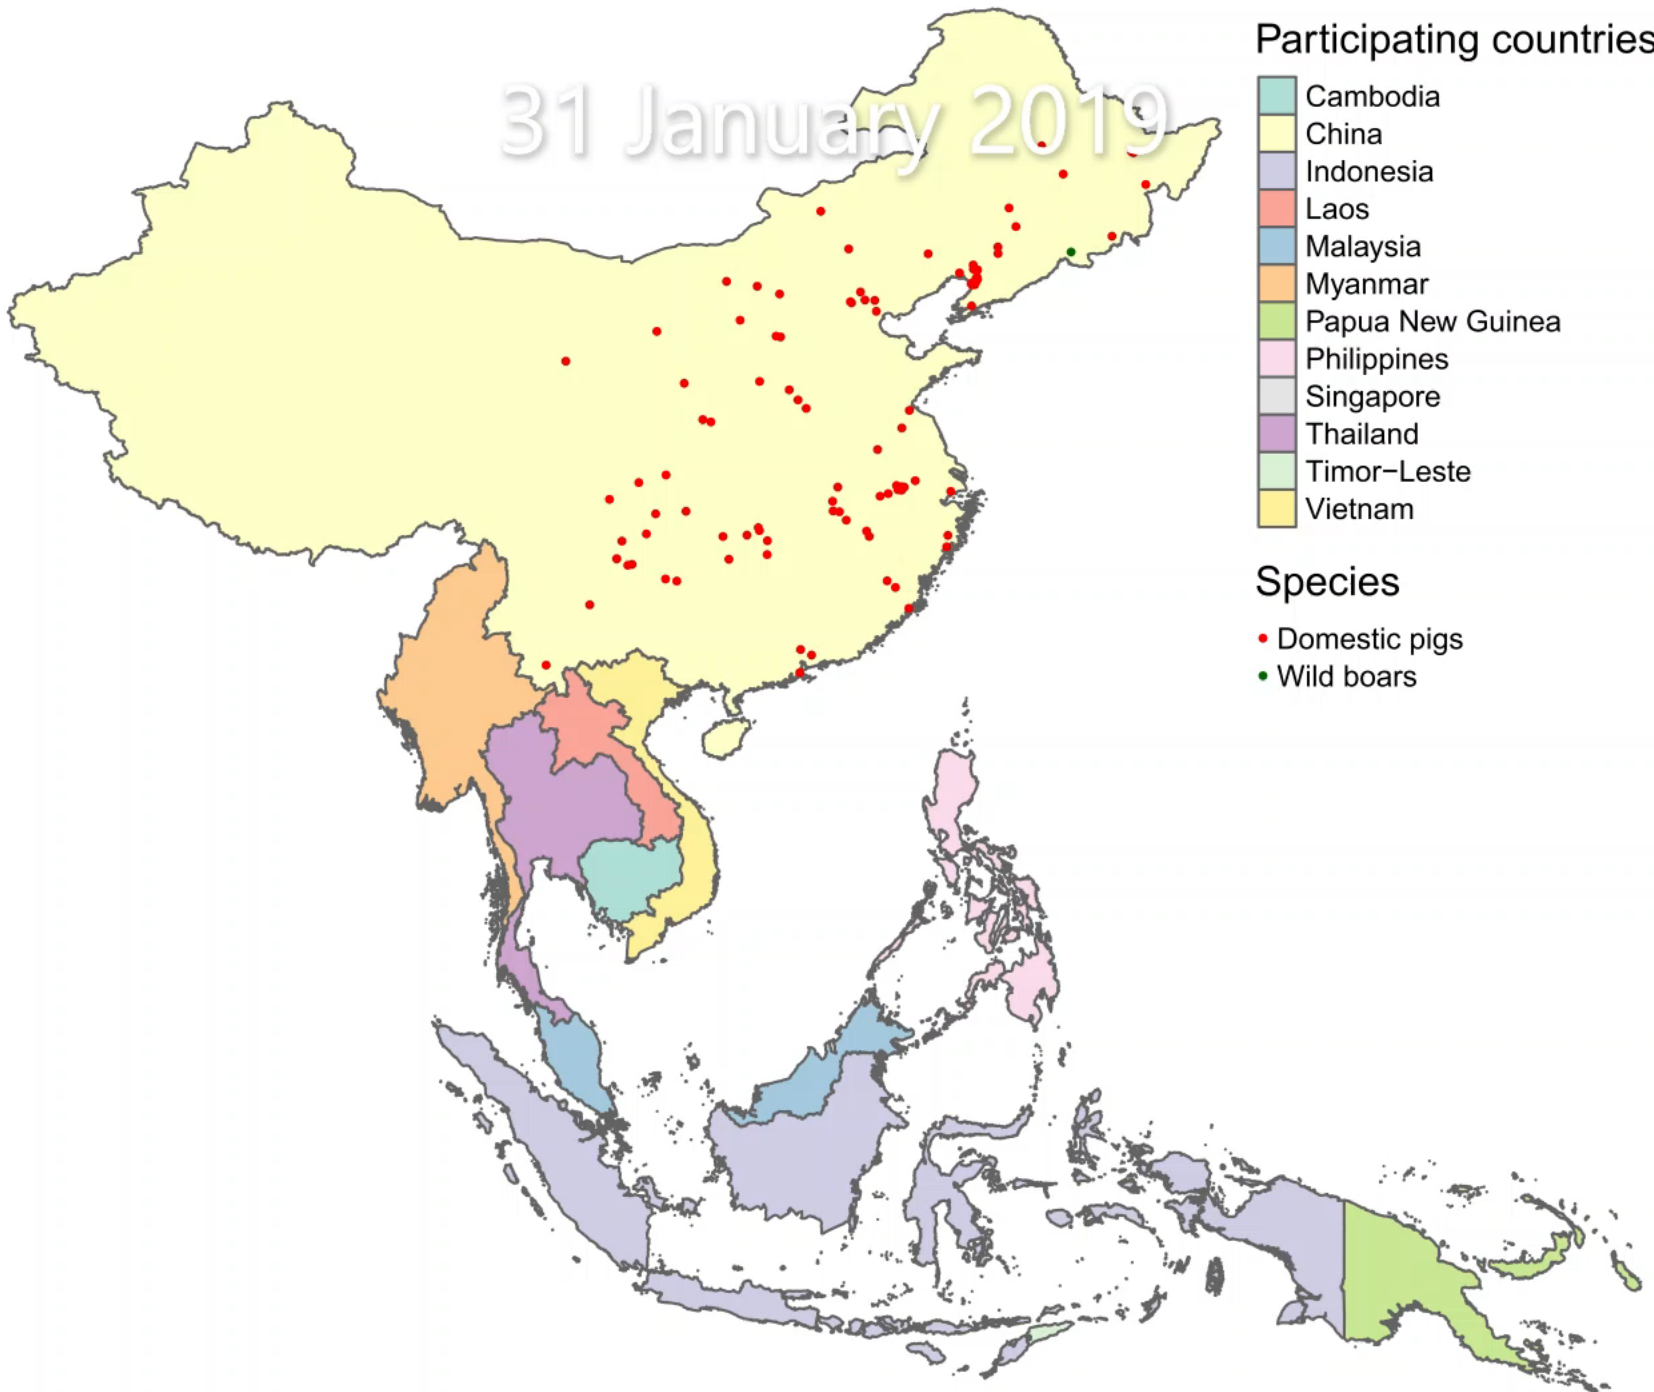 31 January 2019
Participating countries
Cambodia
China
Indonesia
Laos
Malaysia
Myanmar
Papua New Guinea
Philippines
Singapore
Thailand
Timor−Leste
Vietnam
Species
Domestic pigs
Wild boars